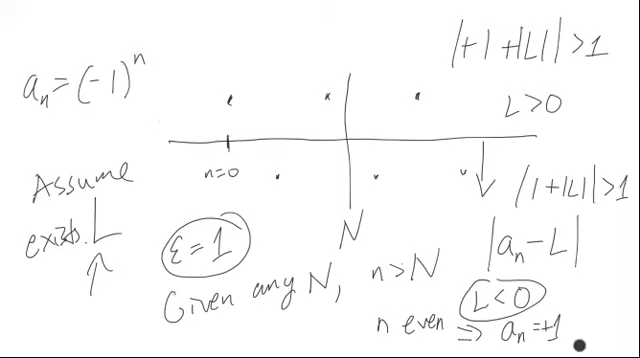 a_n = (-1)^n
|+1 + |L|| > 1
L > 0
n=0
Assume
exists L
N
|1 + |L|| > 1
ε = 1
|a_n - L|
Given any N, n > N
L < 0
n even ⇒ a_n = +1